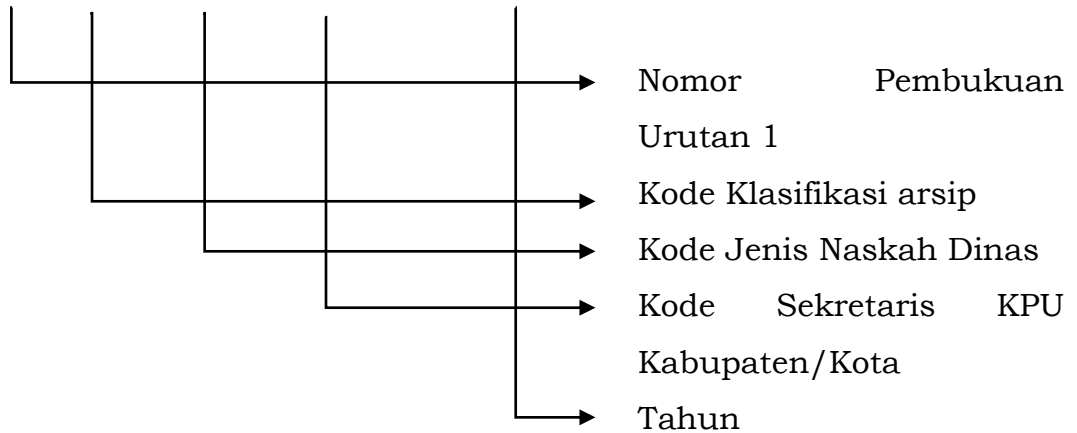 Nomor Pembukuan
Urutan 1
Kode Klasifikasi arsip
Kode Jenis Naskah Dinas
Kode Sekretaris KPU
Kabupaten/Kota
Tahun